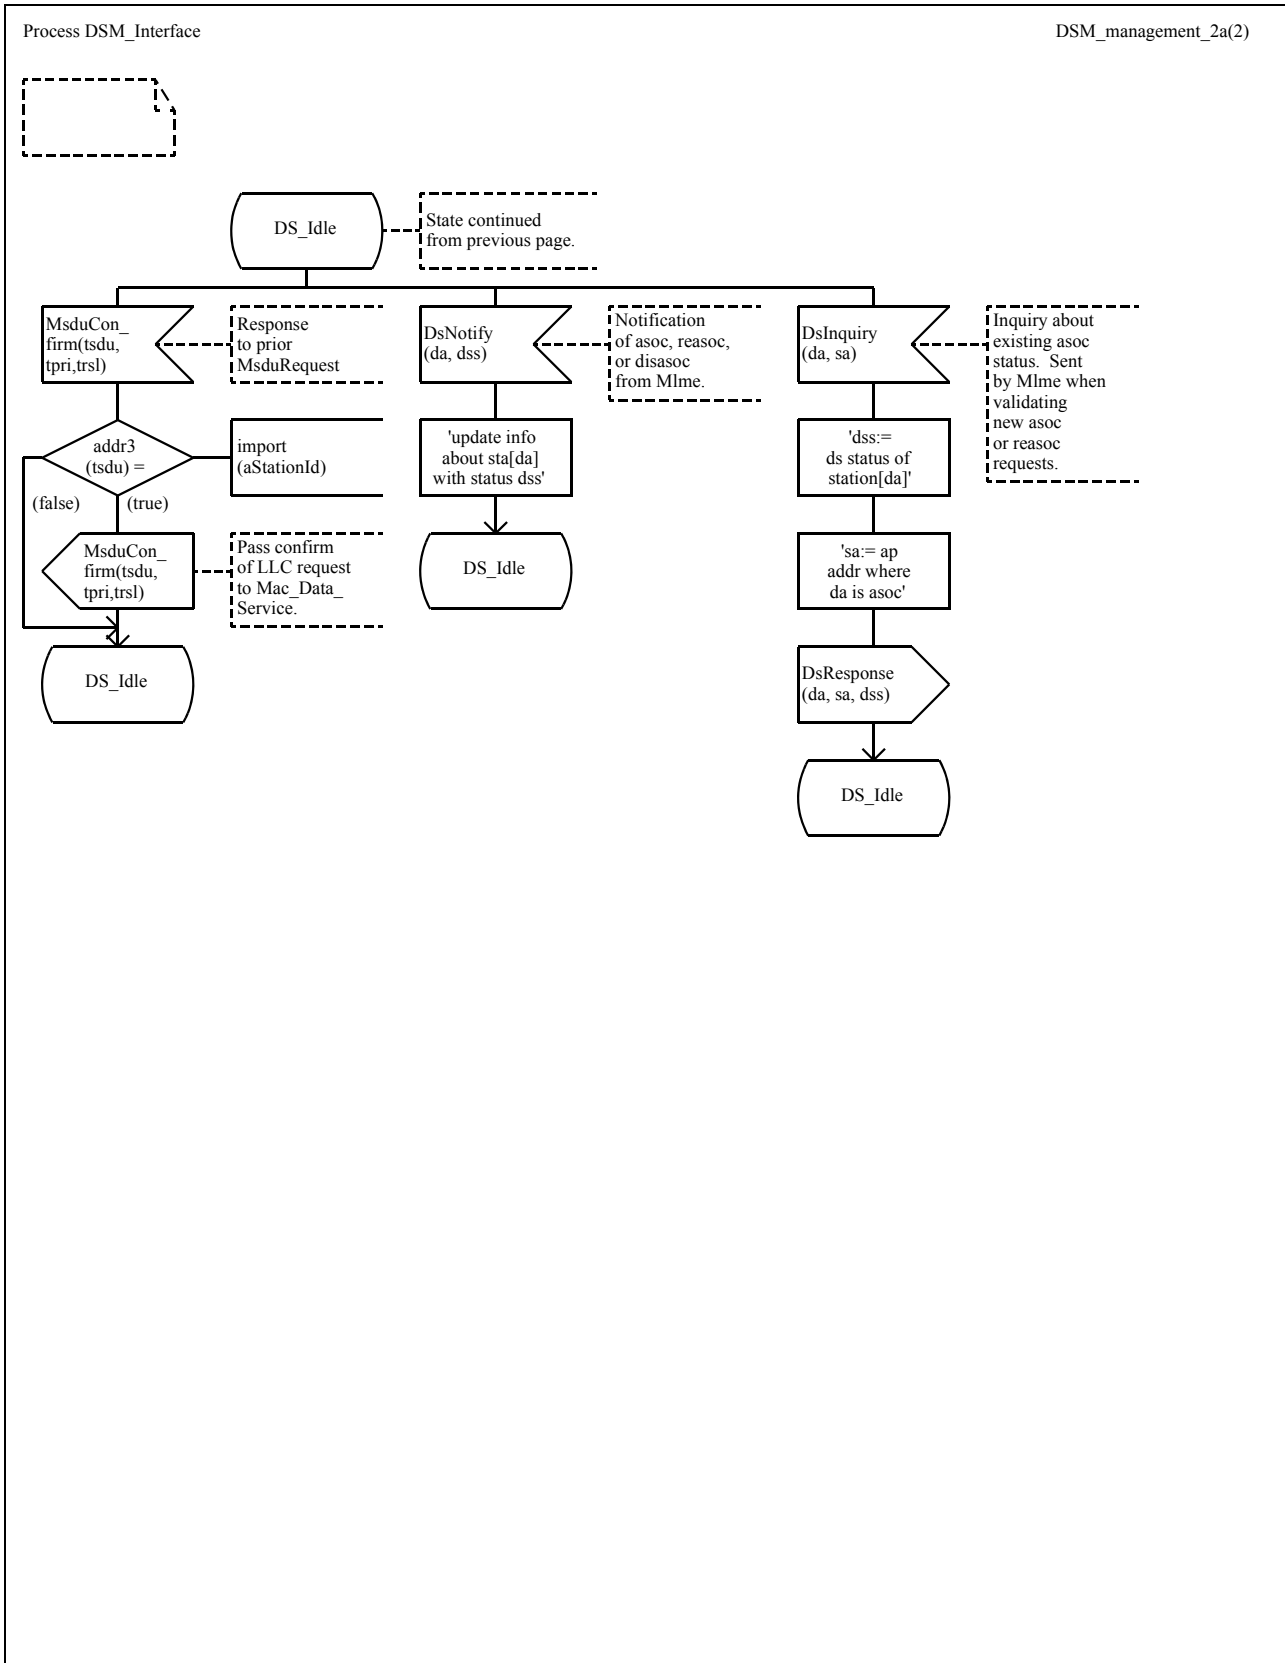 Process DSM_Interface
DSM_management_2a(2)
DS_Idle
State continued
from previous page.
MsduCon_
firm(tsdu,
tpri,trsl)
Response
to prior
MsduRequest
DsNotify
(da, dss)
Notification
of asoc, reasoc,
or disasoc
from Mlme.
DsInquiry
(da, sa)
Inquiry about
existing asoc
status.  Sent
by Mlme when
validating
new asoc
or reasoc
requests.
addr3
(tsdu) =
import
(aStationId)
(false)
(true)
'update info
about sta[da]
with status dss'
'dss:=
ds status of
station[da]'
MsduCon_
firm(tsdu,
tpri,trsl)
Pass confirm
of LLC request
to Mac_Data_
Service.
DS_Idle
'sa:= ap
addr where
da is asoc'
DS_Idle
DsResponse
(da, sa, dss)
DS_Idle